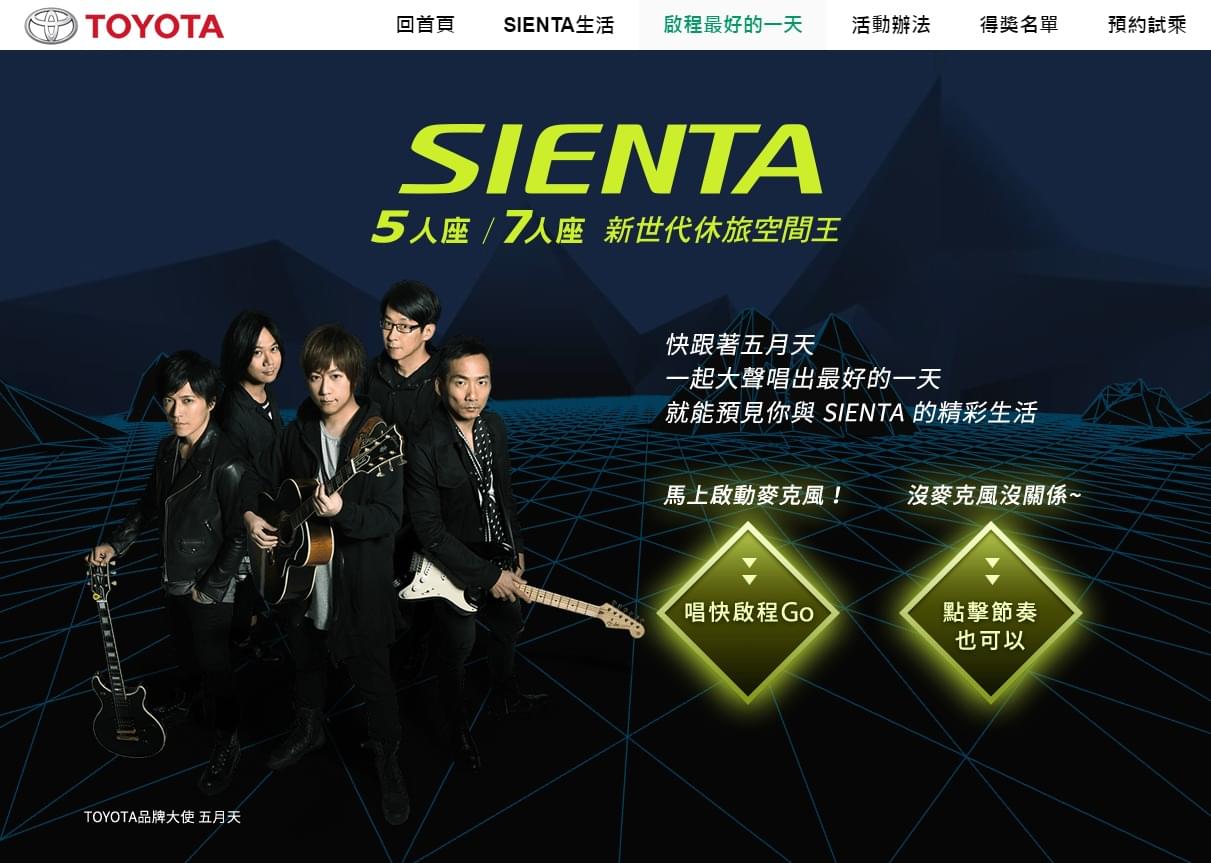 TOYOTA
回首頁
SIENTA生活
啟程最好的一天
活動辦法
得獎名單
預約試乘
SIENTA
5人座 / 7人座 新世代休旅空間王
快跟著五月天
一起大聲唱出最好的一天
就能預見你與 SIENTA 的精彩生活
馬上啟動麥克風！
唱快啟程Go
沒麥克風沒關係~
點擊節奏
也可以
TOYOTA品牌大使 五月天